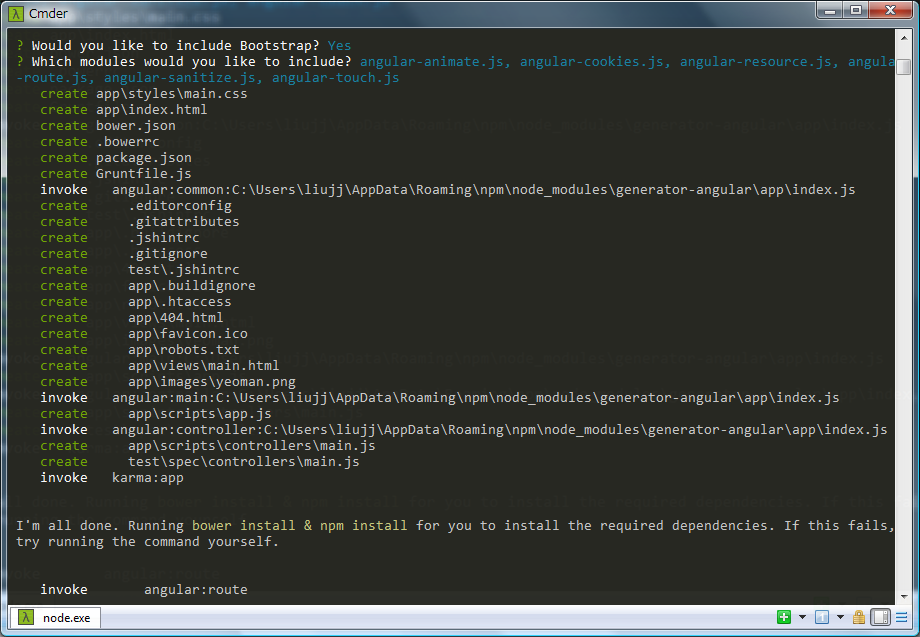 Cmder
? Would you like to include Bootstrap? Yes
? Which modules would you like to include? angular-animate.js, angular-cookies.js, angular-resource.js, angula
-route.js, angular-sanitize.js, angular-touch.js
create app\styles\main.css
create app\index.html
create bower.json
create .bowerrc
create package.json
create Gruntfile.js
invoke angular:common:C:\Users\liujj\AppData\Roaming\npm\node_modules\generator-angular\app\index.js
create .editorconfig
create .gitattributes
create .jshintrc
create .gitignore
create test\.jshintrc
create app\.buildignore
create app\.htaccess
create app\404.html
create app\favicon.ico
create app\robots.txt
create app\views\main.html
create app\images\yeoman.png
invoke angular:main:C:\Users\liujj\AppData\Roaming\npm\node_modules\generator-angular\app\index.js
create app\scripts\app.js
invoke angular:controller:C:\Users\liujj\AppData\Roaming\npm\node_modules\generator-angular\app\index.js
create app\scripts\controllers\main.js
create test\spec\controllers\main.js
invoke karma:app
I'm all done. Running bower install & npm install for you to install the required dependencies. If this fails,
try running the command yourself.
invoke angular:route
λ node.exe